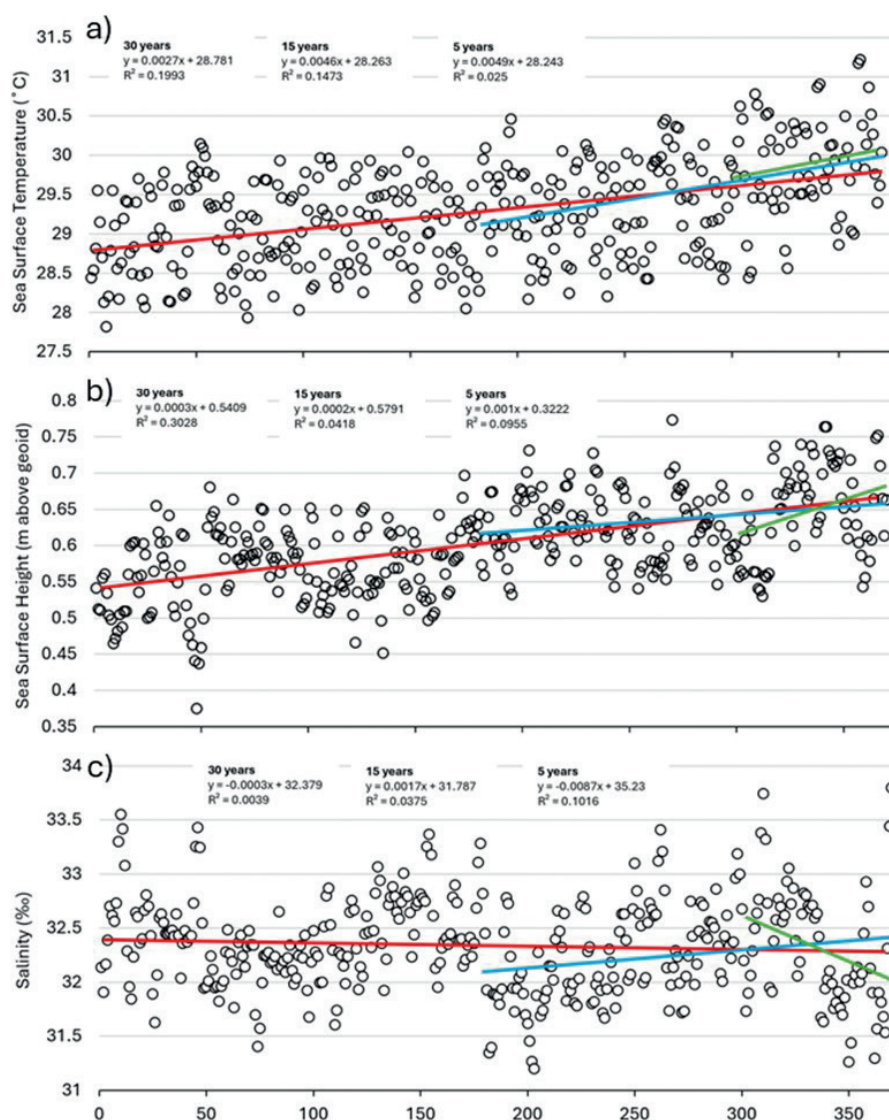 a)
30 years
y = 0.0027x + 28.781
R² = 0.1993
15 years
y = 0.0046x + 28.263
R² = 0.1473
5 years
y = 0.0049x + 28.243
R² = 0.025
Sea Surface Temperature (˚C)
31.5
31
30.5
30
29.5
29
28.5
28
27.5
b)
30 years
y = 0.0003x + 0.5409
R² = 0.3028
15 years
y = 0.0002x + 0.5791
R² = 0.0418
5 years
y = 0.001x + 0.3222
R² = 0.0955
Sea Surface Height (m above geoid)
0.8
0.75
0.7
0.65
0.6
0.55
0.5
0.45
0.4
0.35
c)
30 years
y = -0.0003x + 32.379
R² = 0.0039
15 years
y = 0.0017x + 31.787
R² = 0.0375
5 years
y = -0.0087x + 35.23
R² = 0.1016
Salinity (‰)
34
33.5
33
32.5
32
31.5
31
0 50 100 150 200 250 300 350